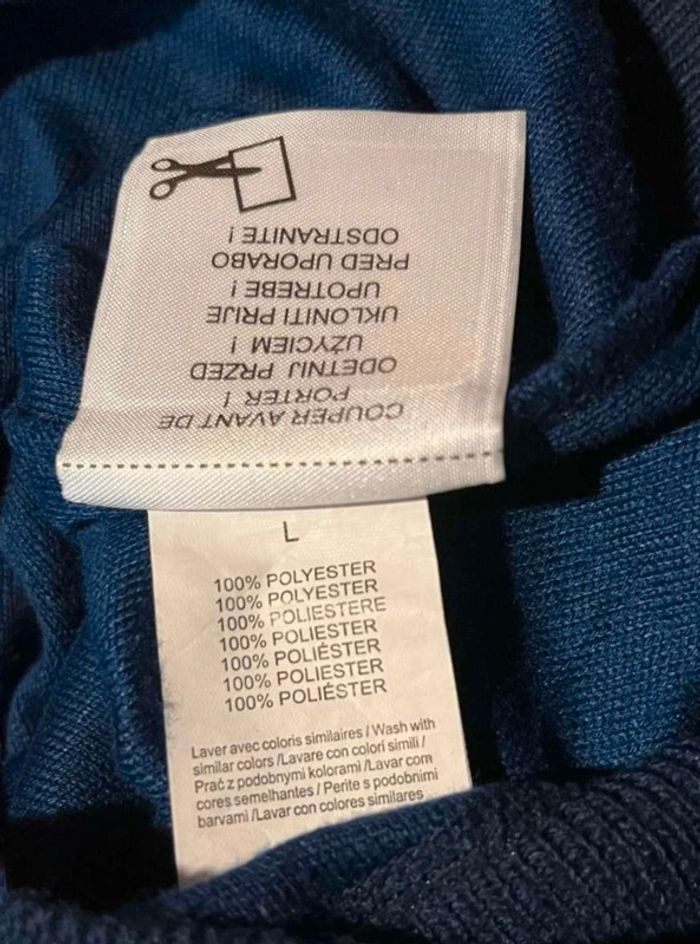 COUPER AVANT DE
PORTER !
ODETNIJ PRZED
UŻYCIEM !
UKLONITI PRIJE
UPOTREBE !
PRED UPORABO
ODSTRANITE !
L
100% POLYESTER
100% POLYESTER
100% POLIESTERE
100% POLIESTER
100% POLIÉSTER
100% POLIESTER
100% POLIÉSTER
Laver avec coloris similaires / Wash with
similar colors /Lavare con colori simili /
Prać z podobnymi kolorami /Lavar com
cores semelhantes / Perite s podobnimi
barvami /Lavar con colores similares